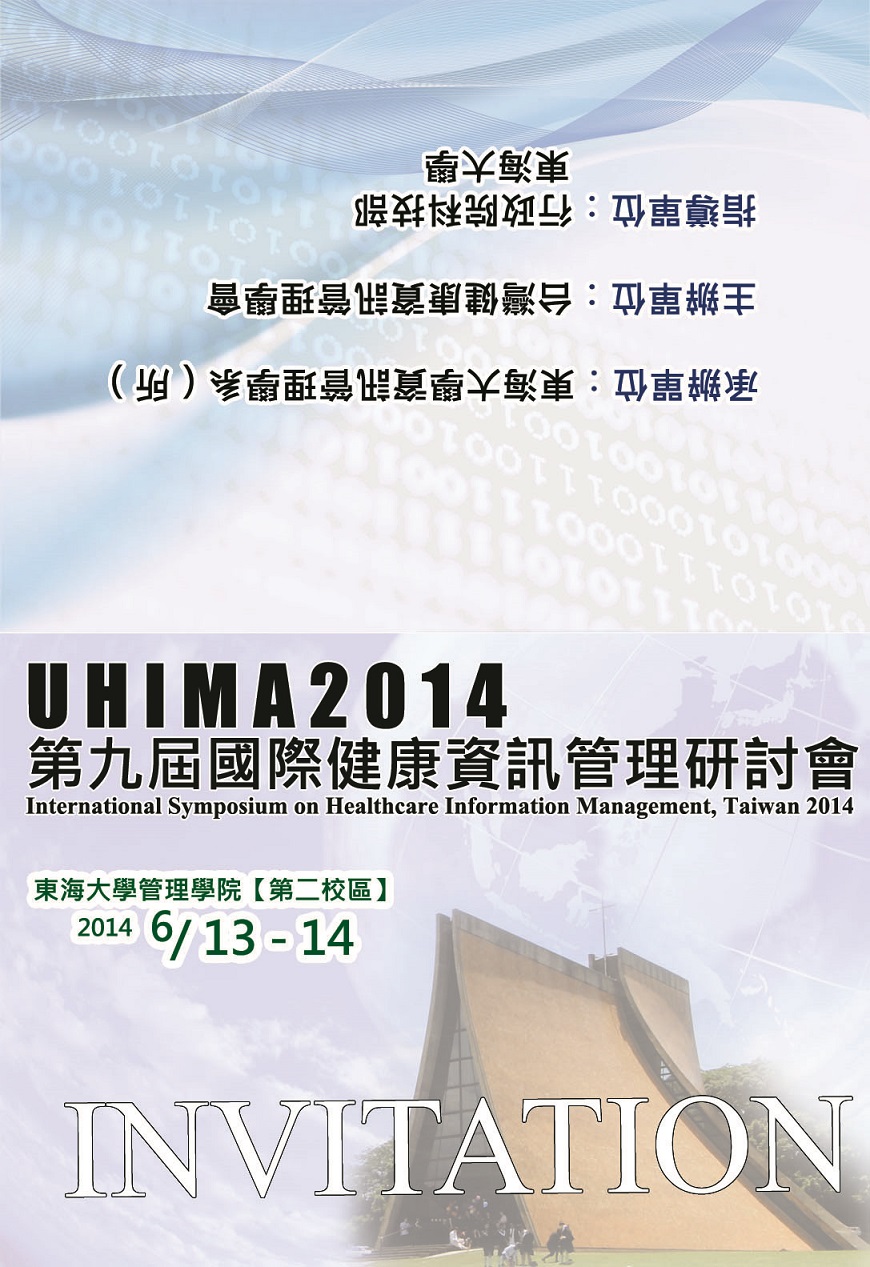 承辦單位：東海大學資訊管理學系（所）
主辦單位：台灣健康資訊管理學會
指導單位：行政院科技部
東海大學
UHIMA2014
第九屆國際健康資訊管理研討會
International Symposium on Healthcare Information Management, Taiwan 2014
東海大學管理學院【第二校區】
2014 6/13-14
INVITATION